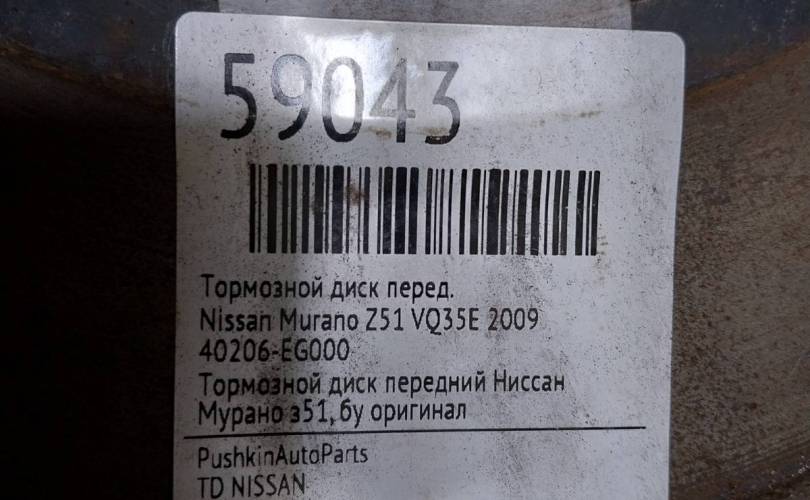 59043
Тормозной диск перед.
Nissan Murano Z51 VQ35E 2009
40206-EG000
Тормозной диск передний Ниссан
Мурано з51, бу оригинал
PushkinAutoParts
TD NISSAN